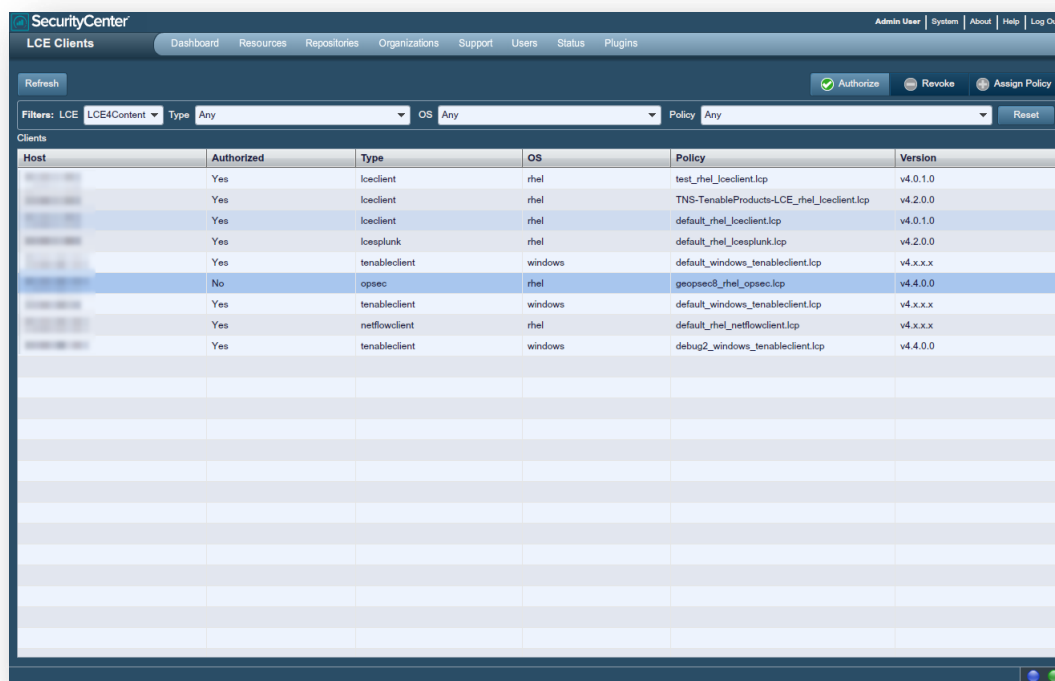 SecurityCenter Admin User System About Help Log Ou
LCE Clients Dashboard Resources Repositories Organizations Support Users Status Plugins
Refresh Authorize Revoke Assign Policy
Filters: LCE LCE4Content Type Any OS Any Policy Any Reset
Clients
Host Authorized Type OS Policy Version
Yes lceclient rhel test_rhel_lceclient.lcp v4.0.1.0
Yes lceclient rhel TNS-TenableProducts-LCE_rhel_lceclient.lcp v4.2.0.0
Yes lceclient rhel default_rhel_lceclient.lcp v4.0.1.0
Yes lcesplunk rhel default_rhel_lcesplunk.lcp v4.2.0.0
Yes tenableclient windows default_windows_tenableclient.lcp v4.x.x.x
No opsec rhel geopsec8_rhel_opsec.lcp v4.4.0.0
Yes tenableclient windows default_windows_tenableclient.lcp v4.x.x.x
Yes netflowclient rhel default_rhel_netflowclient.lcp v4.x.x.x
Yes tenableclient windows debug2_windows_tenableclient.lcp v4.4.0.0